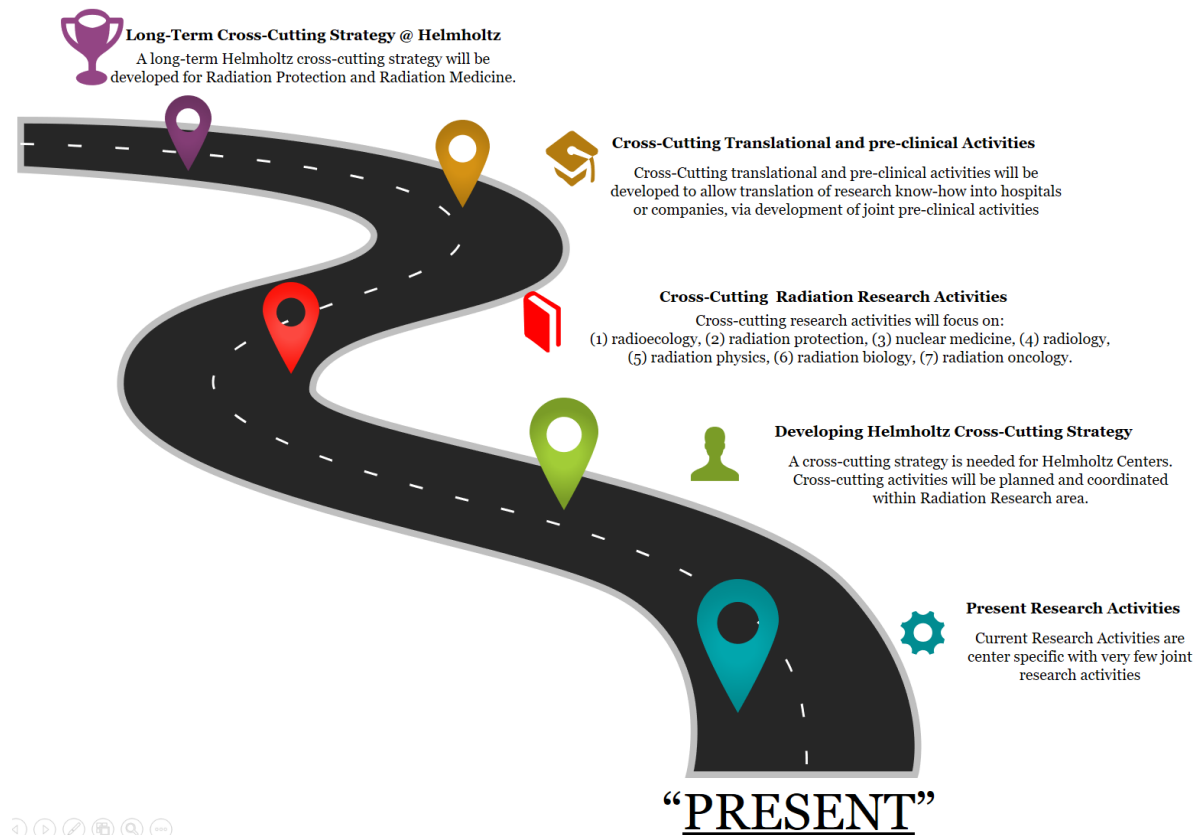 Long-Term Cross-Cutting Strategy @ Helmholtz
A long-term Helmholtz cross-cutting strategy will be
developed for Radiation Protection and Radiation Medicine.
Cross-Cutting Translational and pre-clinical Activities
Cross-Cutting translational and pre-clinical activities will be
developed to allow translation of research know-how into hospitals
or companies, via development of joint pre-clinical activities
Cross-Cutting  Radiation Research Activities
Cross-cutting research activities will focus on:
(1) radioecology, (2) radiation protection, (3) nuclear medicine, (4) radiology,
(5) radiation physics, (6) radiation biology, (7) radiation oncology.
Developing Helmholtz Cross-Cutting Strategy
A cross-cutting strategy is needed for Helmholtz Centers.
Cross-cutting activities will be planned and coordinated
within Radiation Research area.
Present Research Activities
Current Research Activities are
center specific with very few joint
research activities
“PRESENT”